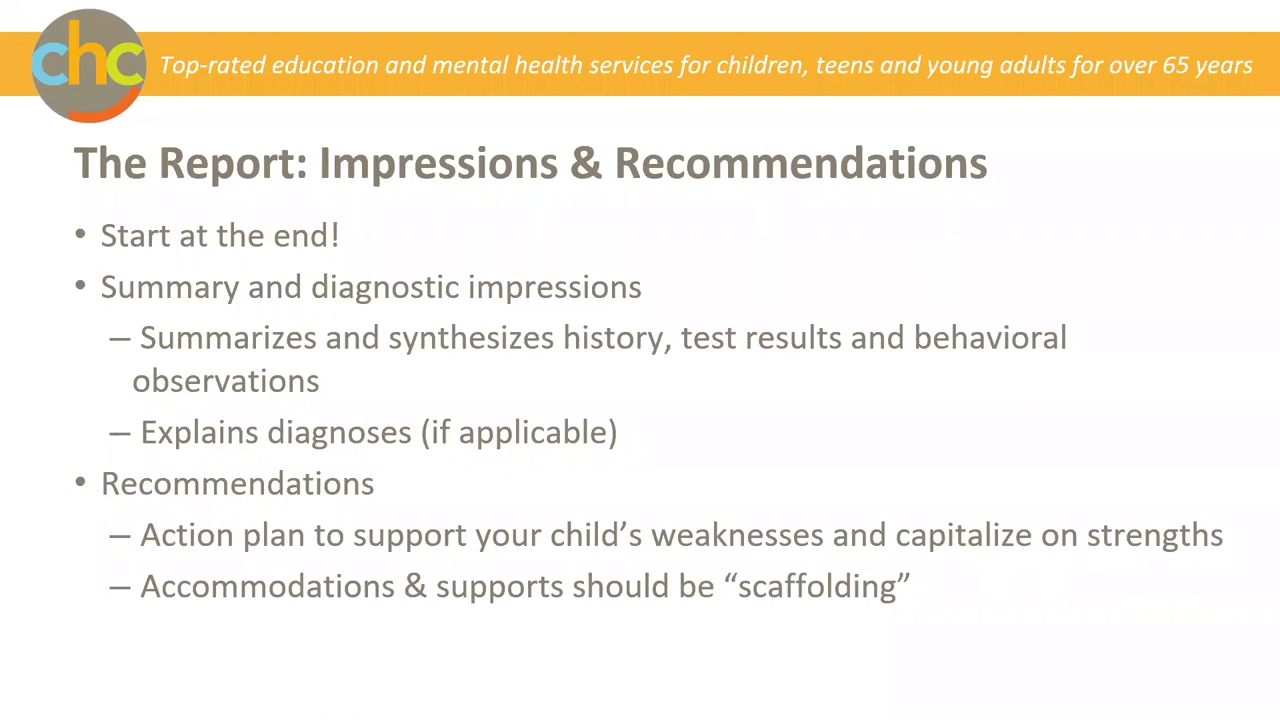 chc
Top-rated education and mental health services for children, teens and young adults for over 65 years
The Report: Impressions & Recommendations
• Start at the end!
• Summary and diagnostic impressions
– Summarizes and synthesizes history, test results and behavioral
observations
– Explains diagnoses (if applicable)
• Recommendations
– Action plan to support your child’s weaknesses and capitalize on strengths
– Accommodations & supports should be “scaffolding”